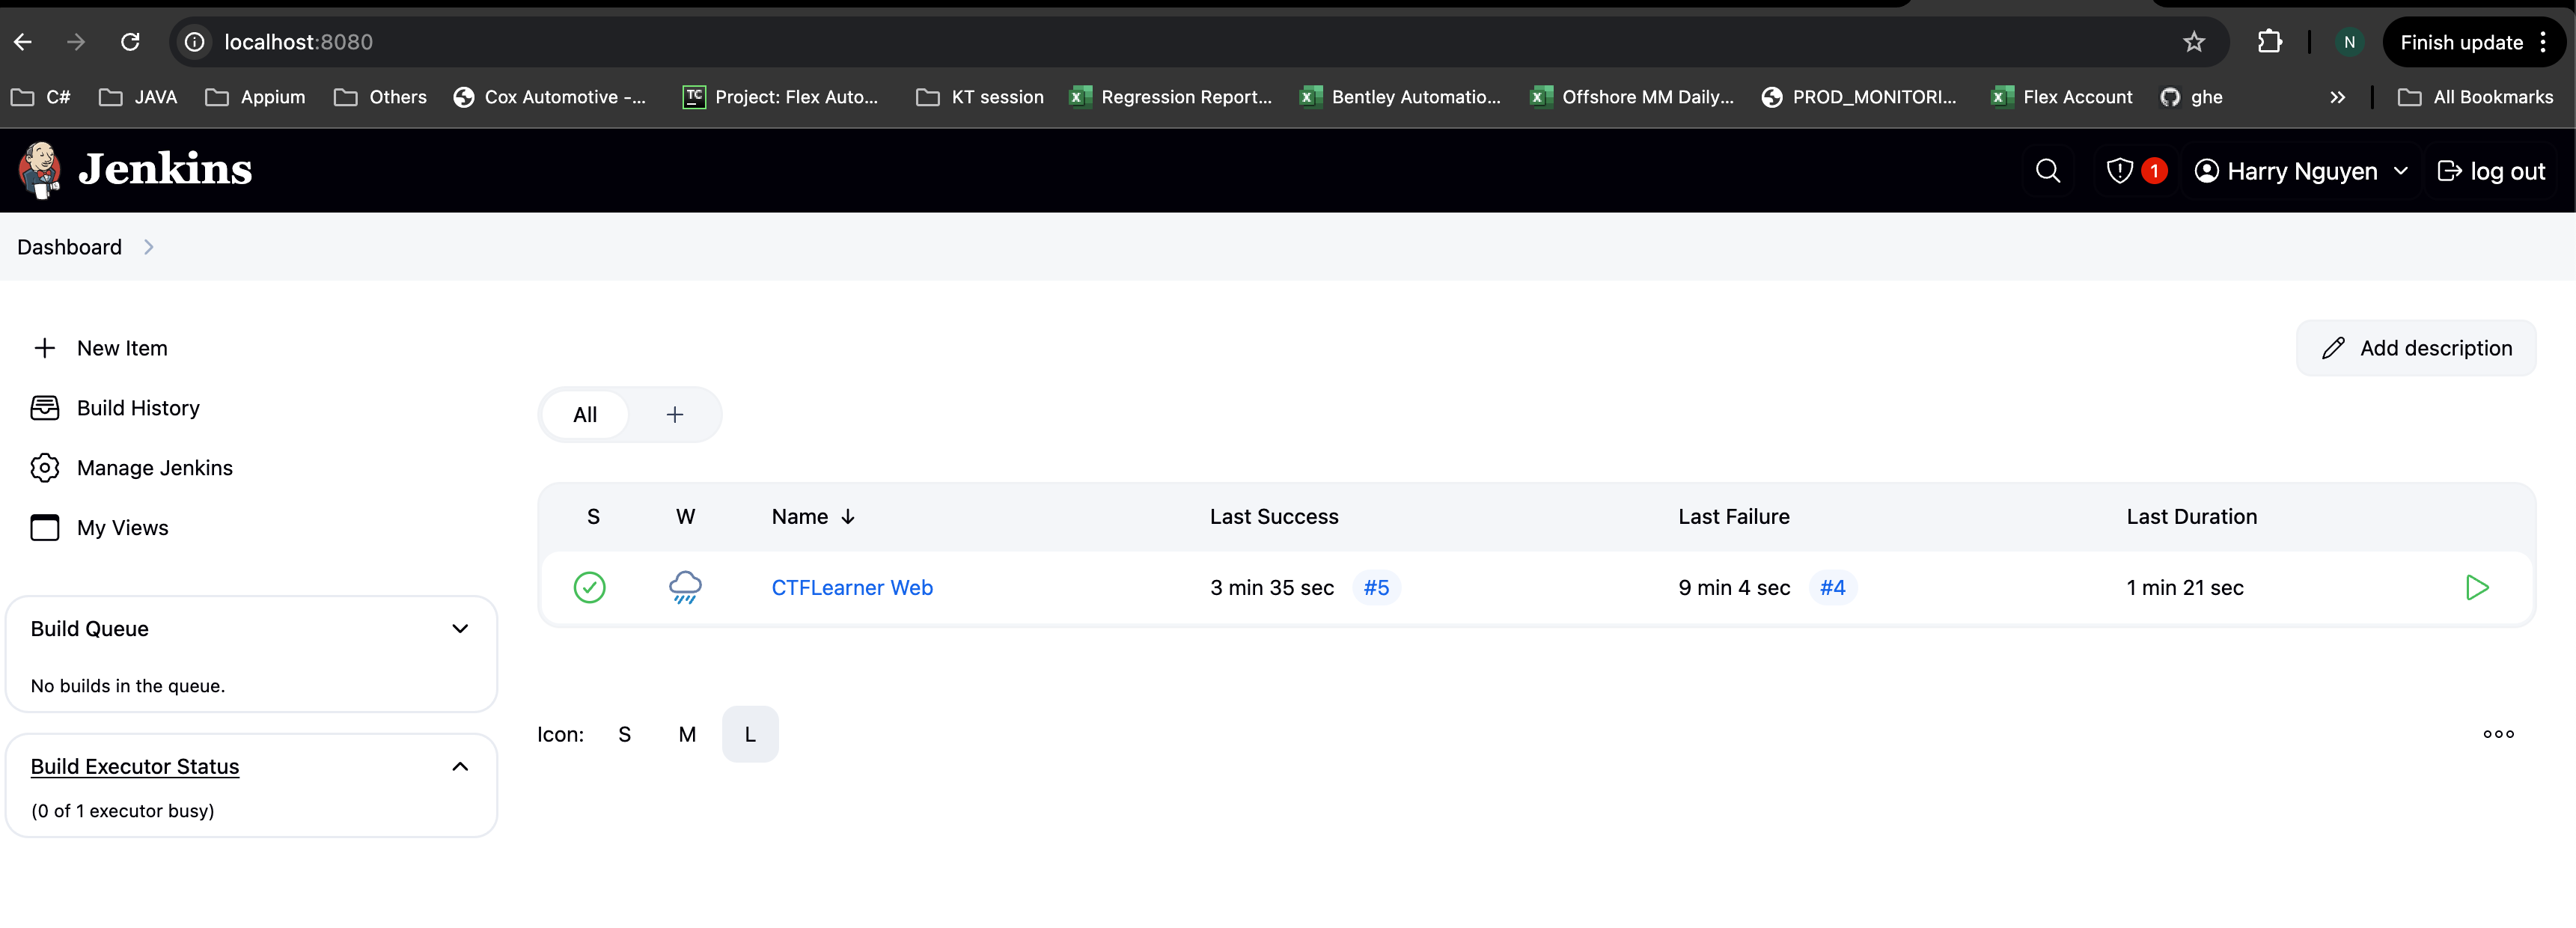 localhost:8080
Finish update
N
C# JAVA Appium Others Cox Automotive -... Project: Flex Auto... KT session Regression Report... Bentley Automatio... Offshore MM Daily... PROD_MONITORI... Flex Account ghe » All Bookmarks
TC
Jenkins
1 Harry Nguyen log out
Dashboard
New Item
Build History
Manage Jenkins
My Views
Build Queue
No builds in the queue.
Build Executor Status
(0 of 1 executor busy)
Add description
All +
S W Name ↓ Last Success Last Failure Last Duration
CTFLearner Web 3 min 35 sec #5 9 min 4 sec #4 1 min 21 sec
Icon: S M L